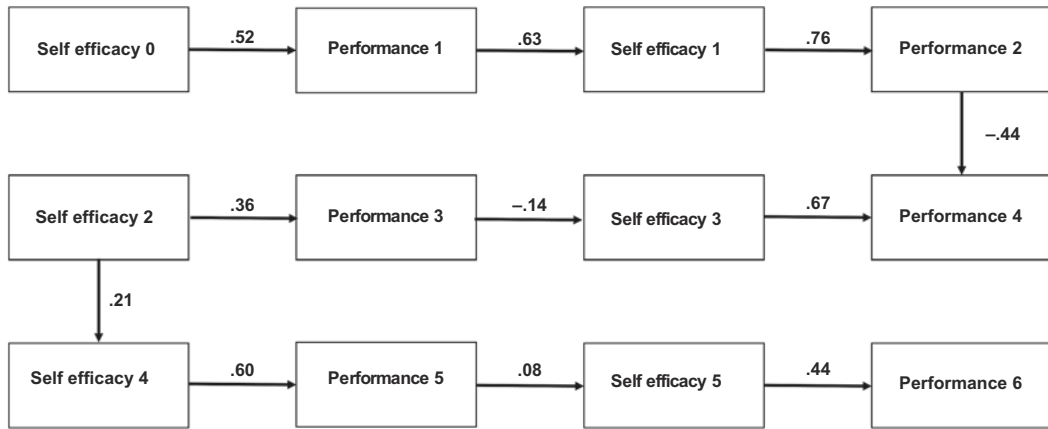 Self efficacy 0
.52
Performance 1
.63
Self efficacy 1
.76
Performance 2
–.44
Self efficacy 2
.36
Performance 3
–.14
Self efficacy 3
.67
Performance 4
.21
Self efficacy 4
.60
Performance 5
.08
Self efficacy 5
.44
Performance 6